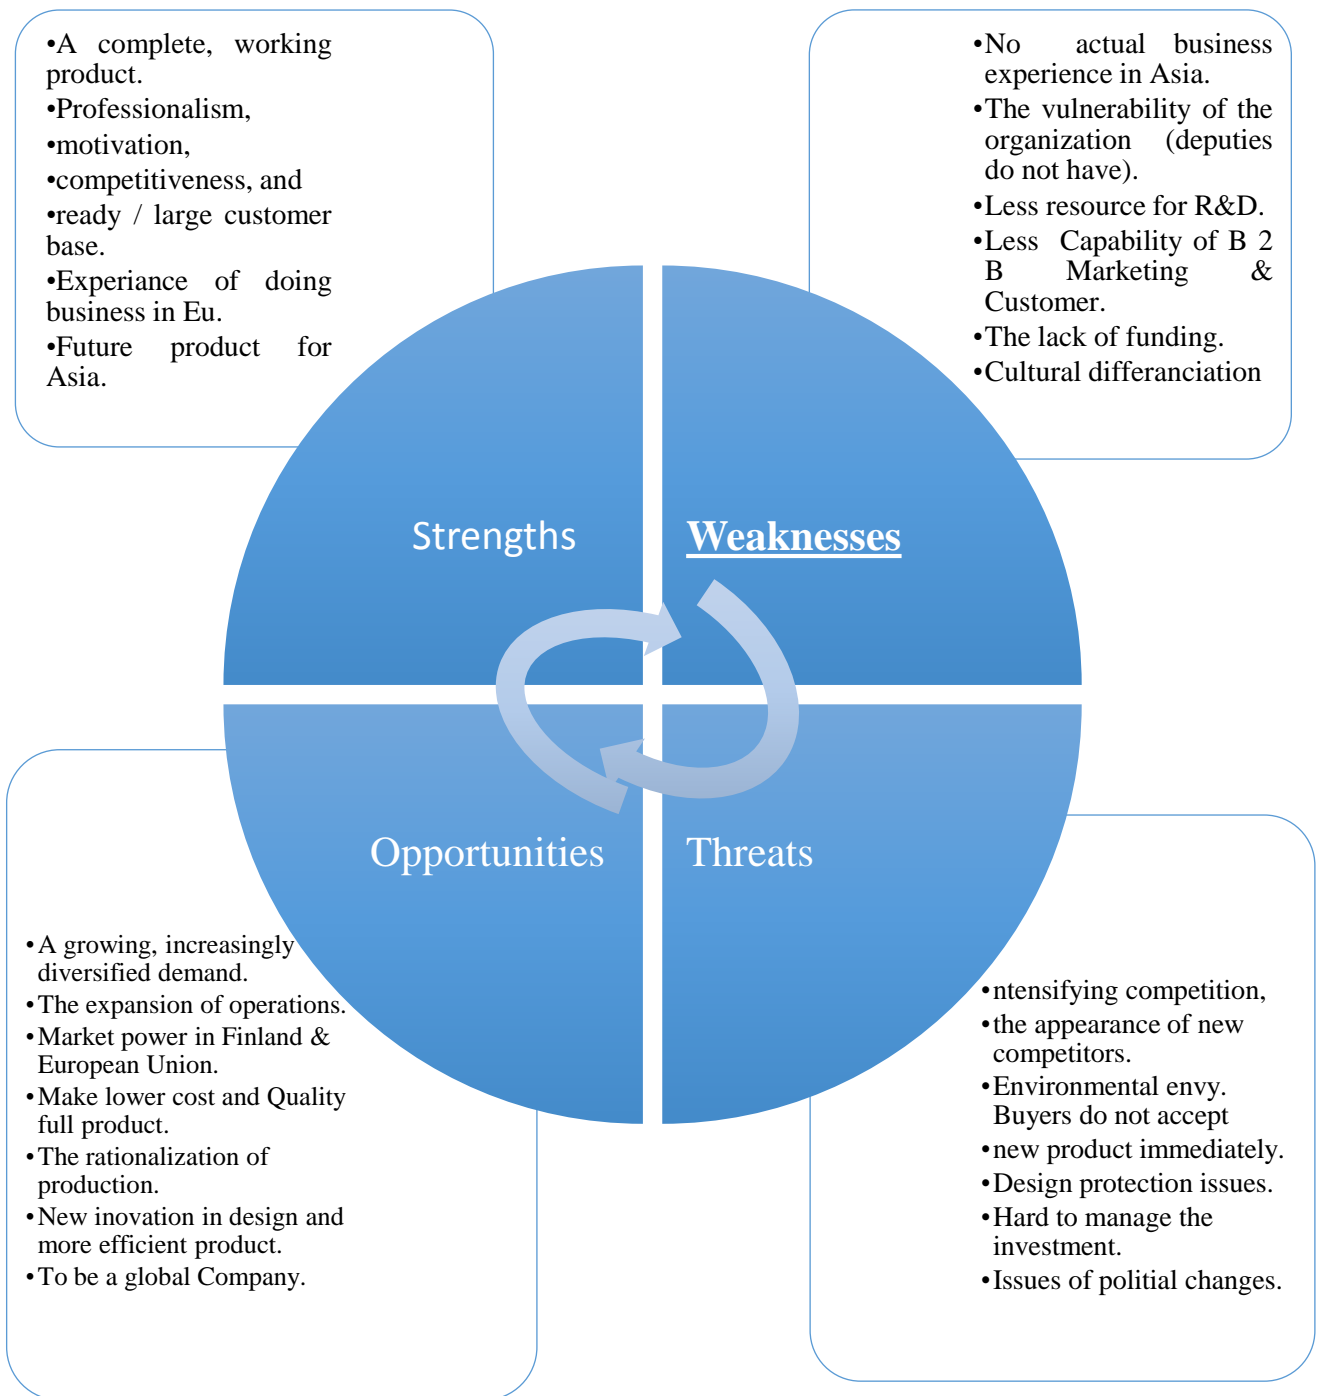 •A complete, working
product.
•Professionalism,
•motivation,
•competitiveness, and
•ready / large customer
base.
•Experiance of doing
business in Eu.
•Future product for
Asia.
•No actual business
experience in Asia.
•The vulnerability of the
organization (deputies
do not have).
•Less resource for R&D.
•Less Capability of B 2
B Marketing &
Customer.
•The lack of funding.
•Cultural differanciation
Strengths
Weaknesses
Opportunities
Threats
•A growing, increasingly
diversified demand.
•The expansion of operations.
•Market power in Finland &
European Union.
•Make lower cost and Quality
full product.
•The rationalization of
production.
•New inovation in design and
more efficient product.
•To be a global Company.
•ntensifying competition,
•the appearance of new
competitors.
•Environmental envy.
Buyers do not accept
•new product immediately.
•Design protection issues.
•Hard to manage the
investment.
•Issues of politial changes.